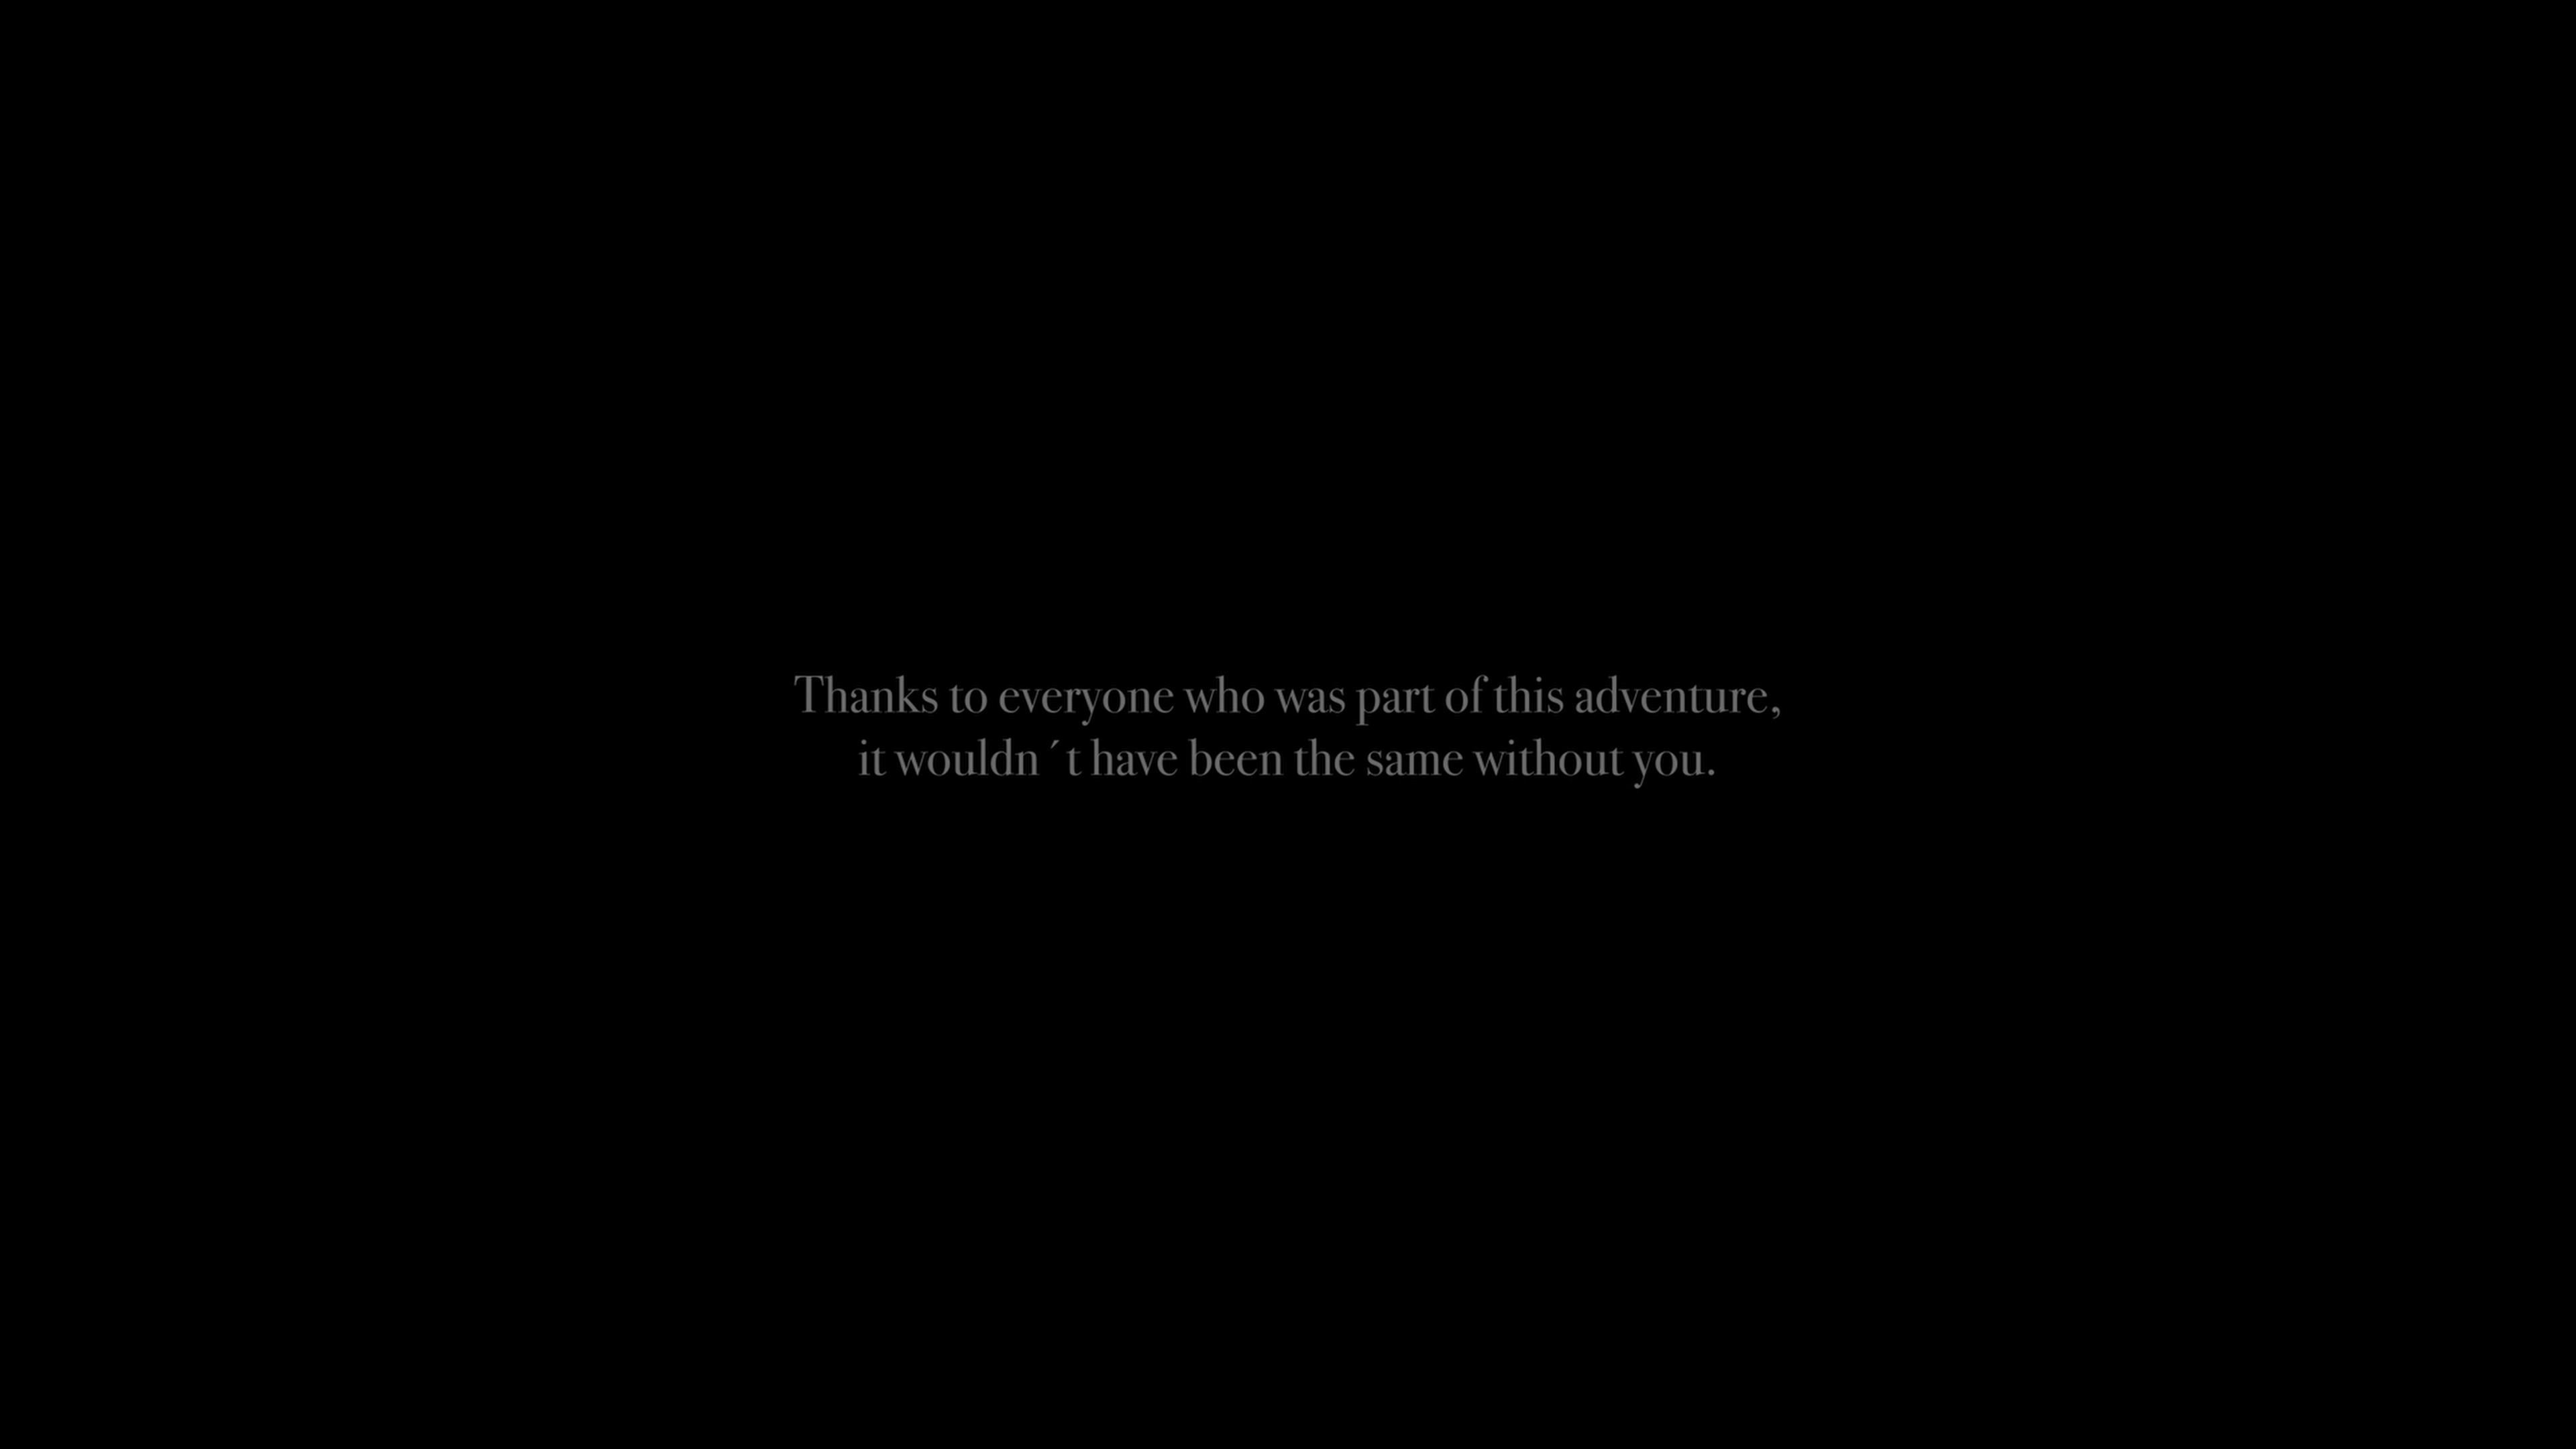 Thanks to everyone who was part of this adventure,
it wouldn ´ t have been the same without you.